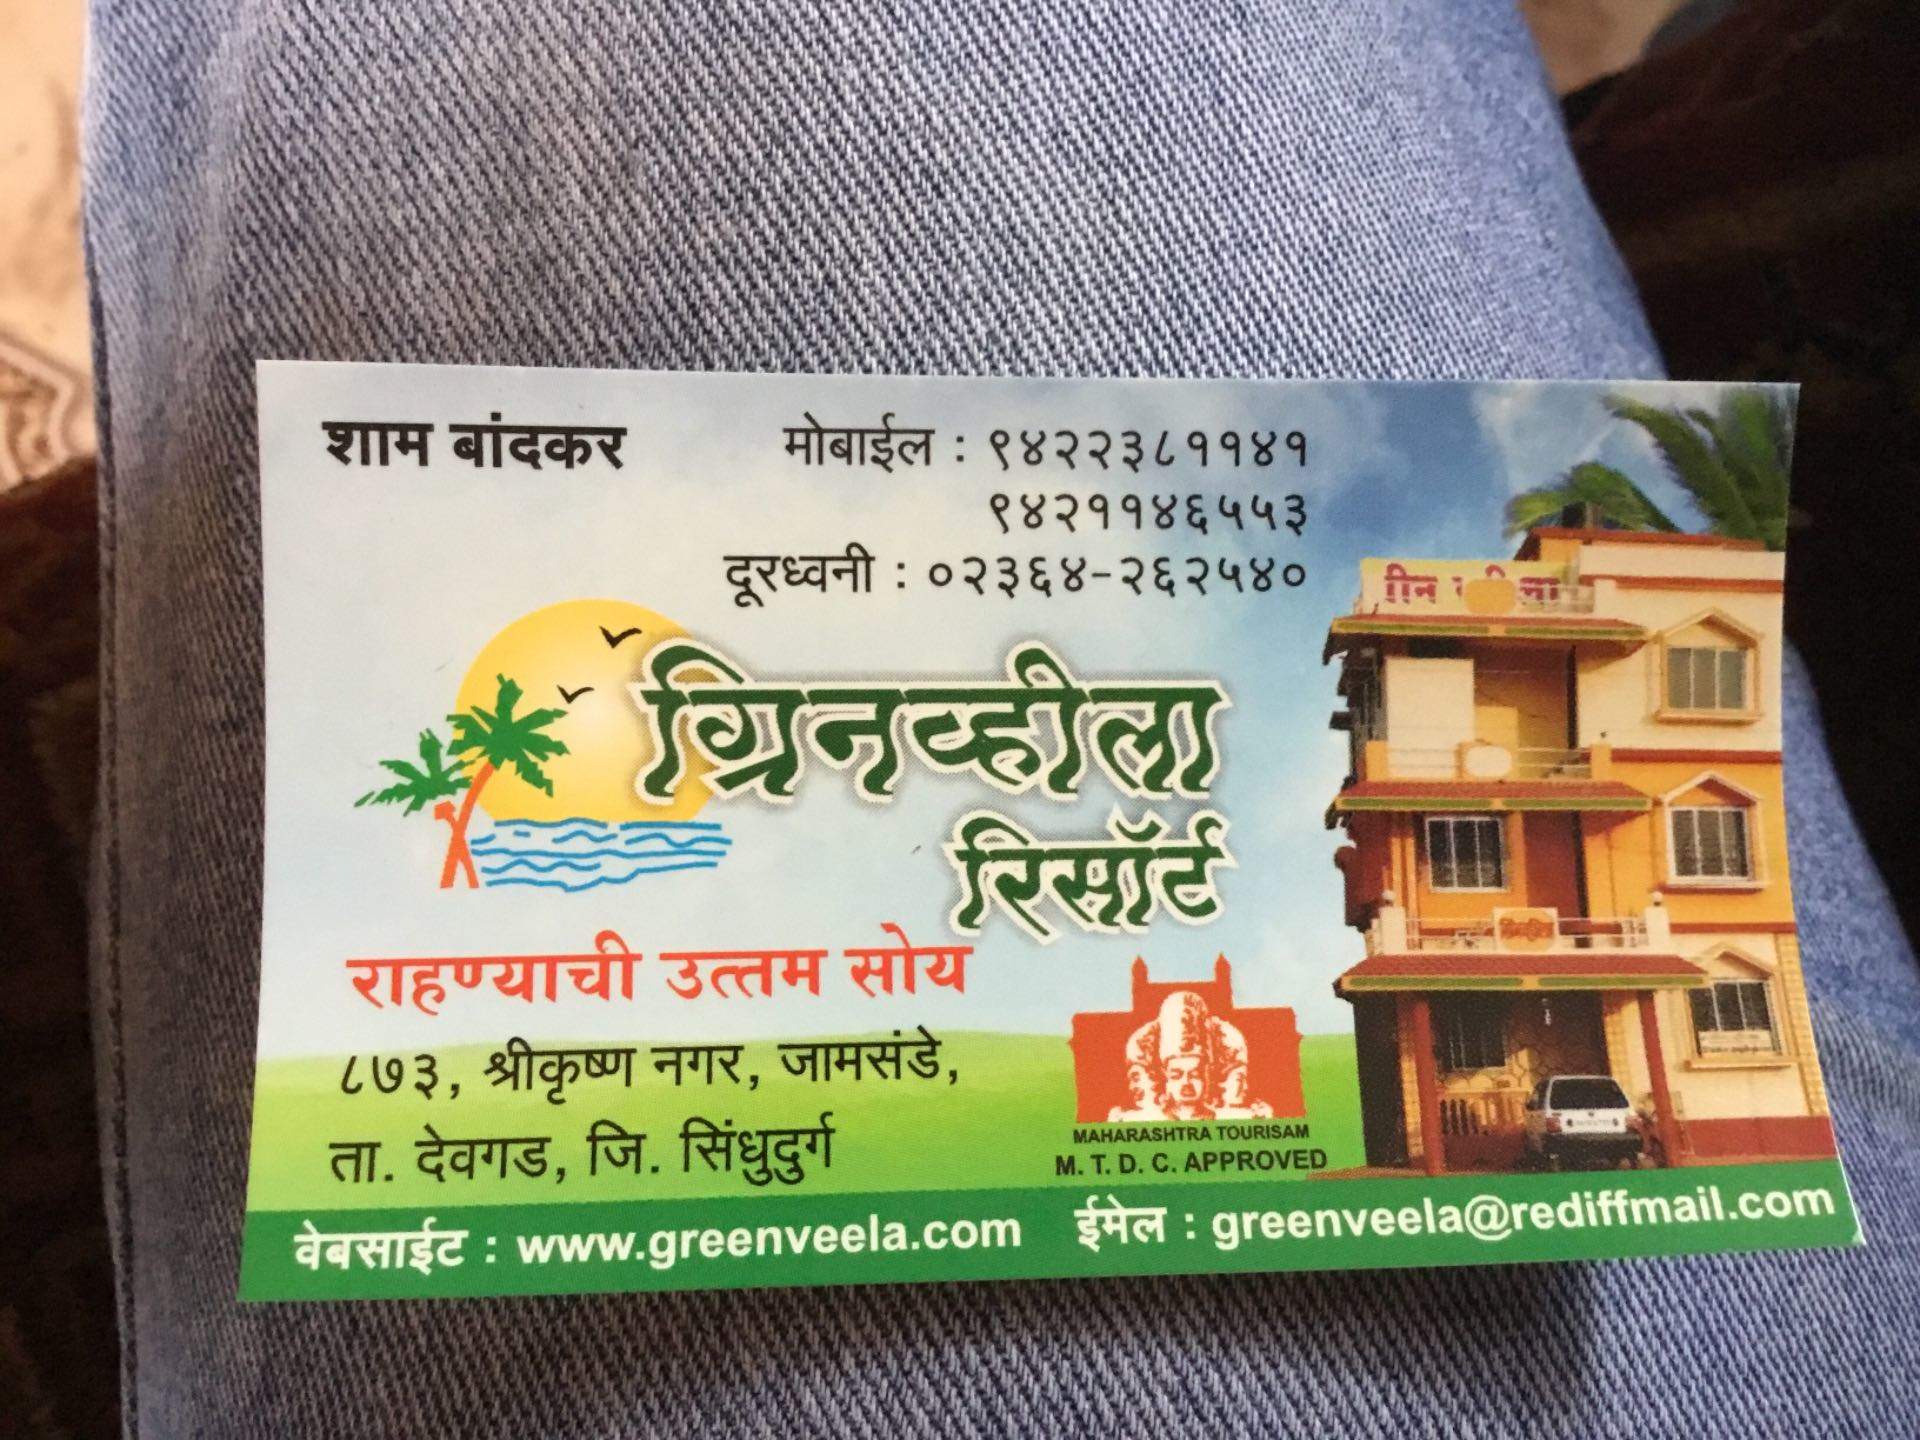 शाम बांदकर
मोबाईल : ९४२२३८११४१
९४२११४६५५३
दूरध्वनी : ०२३६४-२६२५४०
ग्रिनव्हीला
रिसॉर्ट
राहण्याची उत्तम सोय
८७३, श्रीकृष्ण नगर, जामसंडे,
ता. देवगड, जि. सिंधुदुर्ग
MAHARASHTRA TOURISAM
M. T. D. C. APPROVED
वेबसाईट : www.greenveela.com
ईमेल : greenveela@rediffmail.com